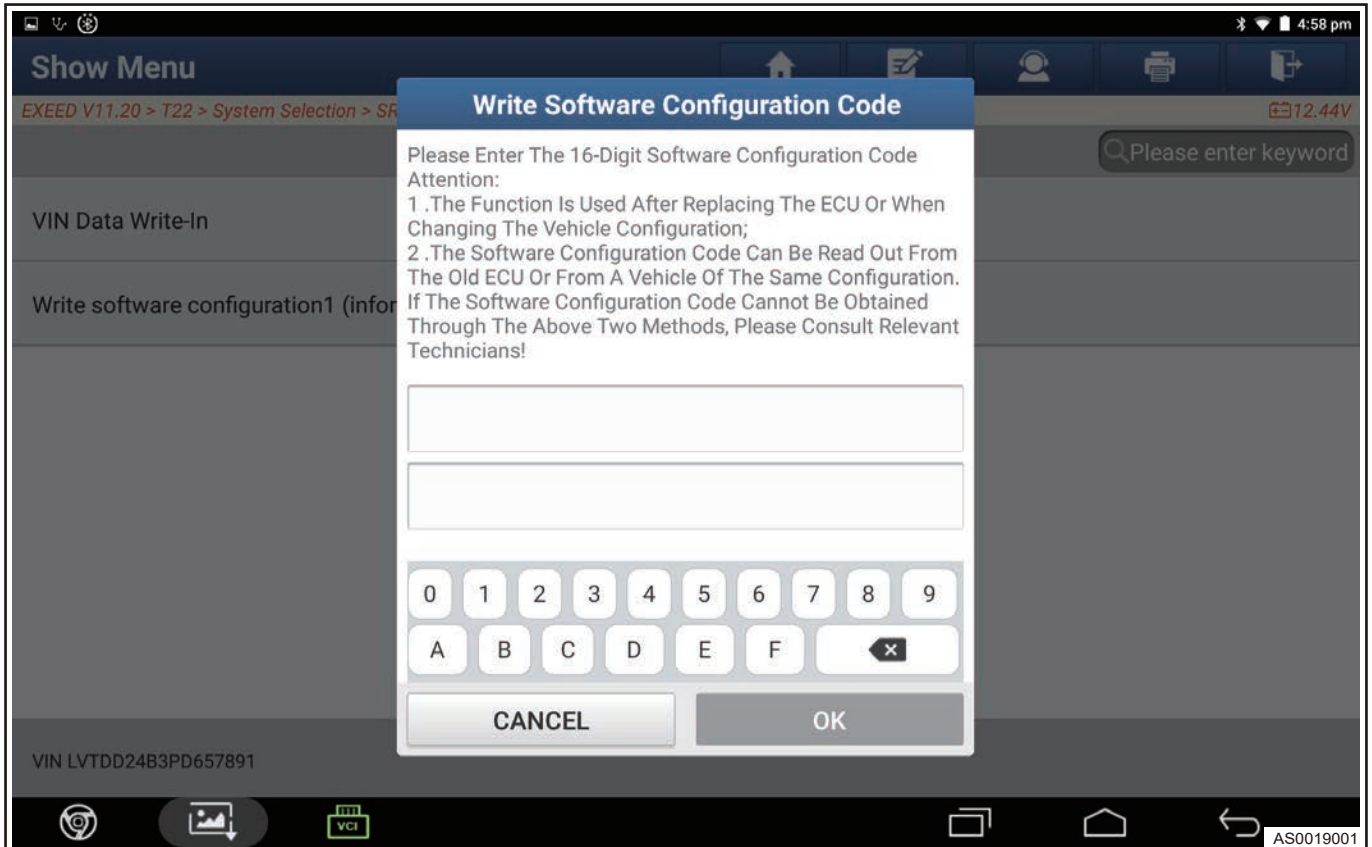 4:58 pm
Show Menu
EXEED V11.20 > T22 > System Selection > SR
12.44V
Please enter keyword
VIN Data Write-In
Write software configuration1 (infor
Write Software Configuration Code
Please Enter The 16-Digit Software Configuration Code
Attention:
1 .The Function Is Used After Replacing The ECU Or When
Changing The Vehicle Configuration;
2 .The Software Configuration Code Can Be Read Out From
The Old ECU Or From A Vehicle Of The Same Configuration.
If The Software Configuration Code Cannot Be Obtained
Through The Above Two Methods, Please Consult Relevant
Technicians!
0 1 2 3 4 5 6 7 8 9
A B C D E F
CANCEL OK
VIN LVTDD24B3PD657891
VCI
AS0019001